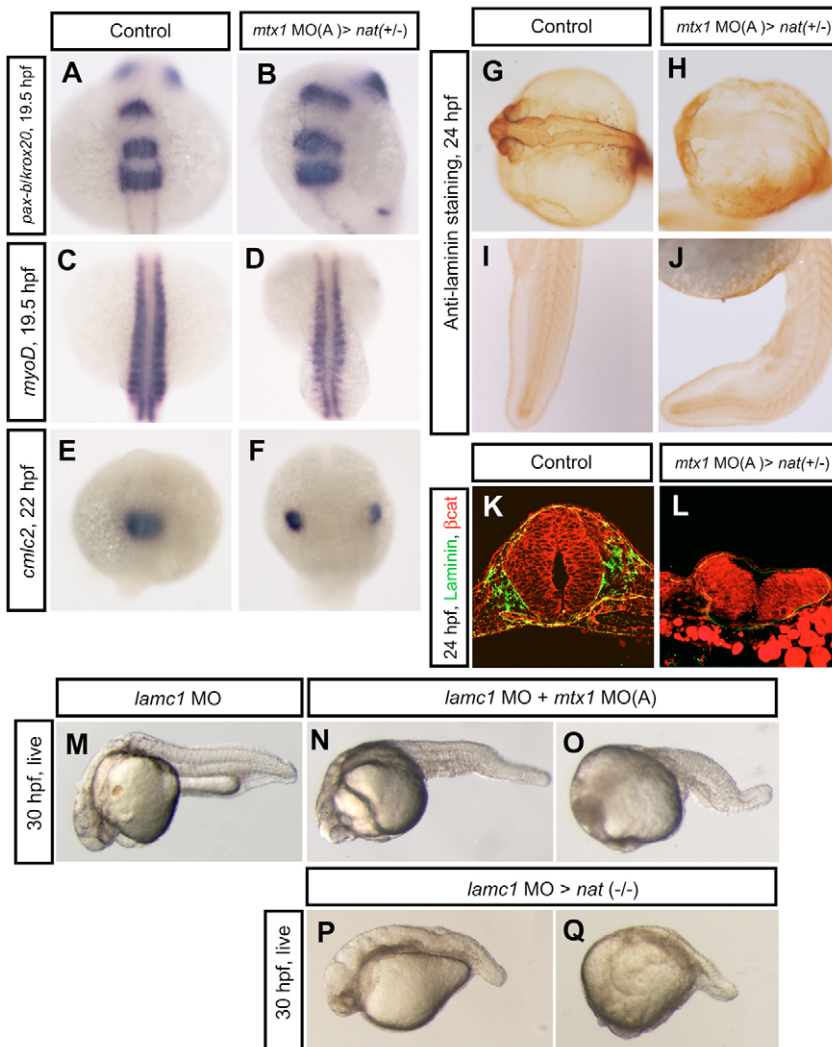 Control
mtx1 MO(A)> nat(+/-)
pax-b/krox20, 19.5 hpf
A
B
myoD, 19.5 hpf
C
D
cmlc2, 22 hpf
E
F
Control
mtx1 MO(A)> nat(+/-)
Anti-laminin staining, 24 hpf
G
H
I
J
Control
mtx1 MO(A)> nat(+/-)
24 hpf, Laminin, βcat
K
L
lamc1 MO
lamc1 MO + mtx1 MO(A)
30 hpf, live
M
N
O
lamc1 MO > nat (-/-)
30 hpf, live
P
Q